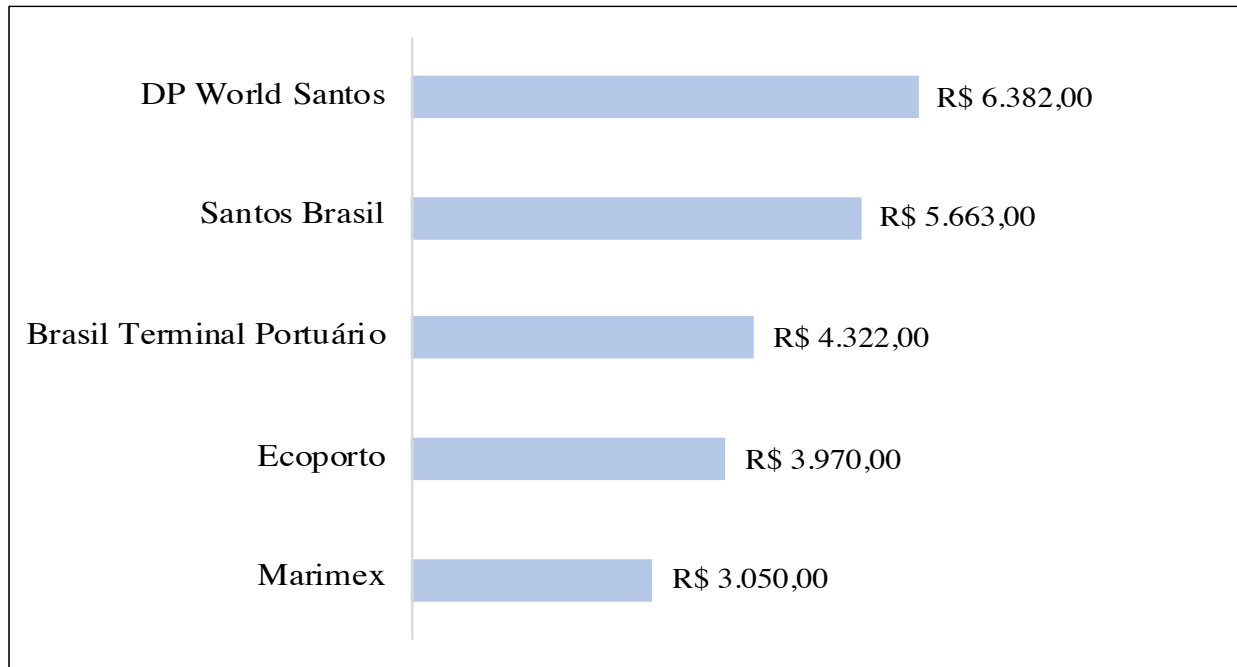 DP World Santos
R$ 6.382,00
Santos Brasil
R$ 5.663,00
Brasil Terminal Portuário
R$ 4.322,00
Ecoporto
R$ 3.970,00
Marimex
R$ 3.050,00